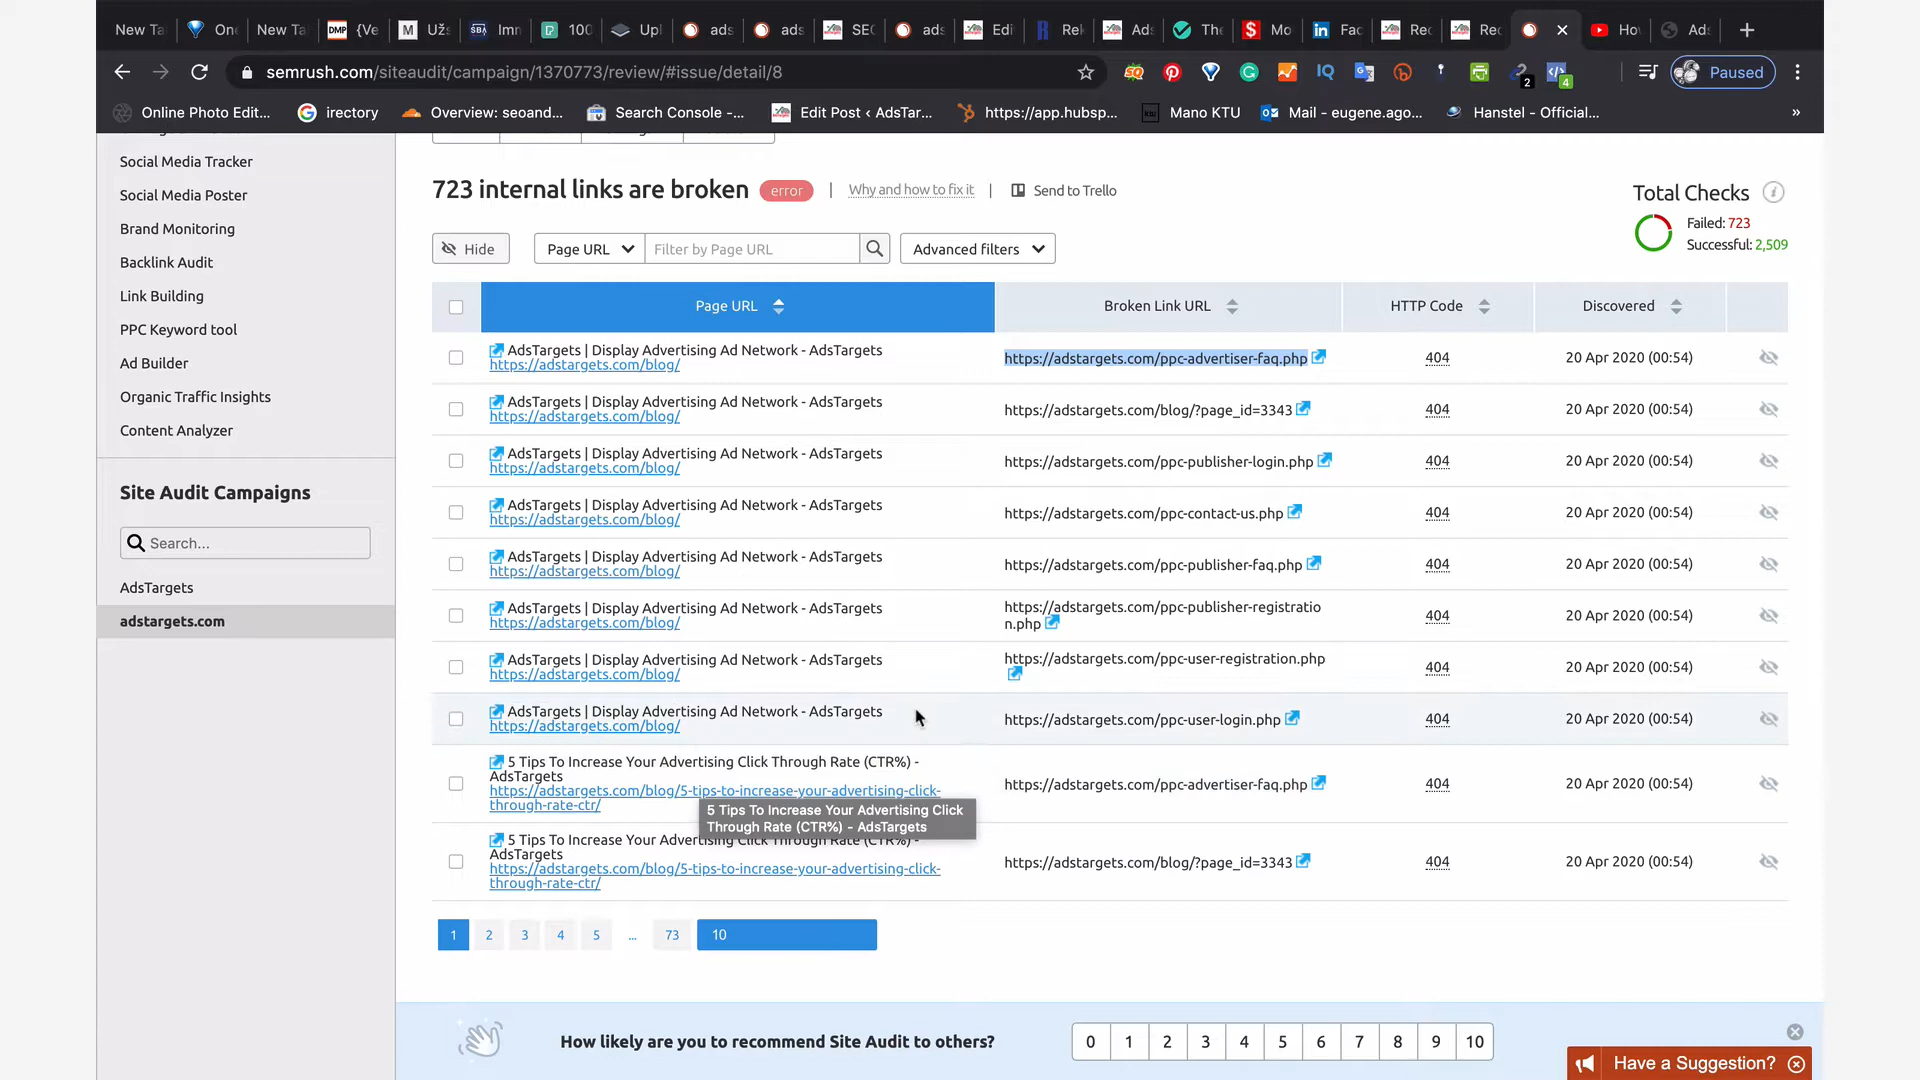 New Ta
One
New Ta
DMP
{Ve
M
Uži
SBA
Imn
100
Upl
ads
ads
SEC
ads
Edi
Rek
Ads
The
Mo
Fac
Rec
Rec
Hov
Ads
semrush.com/siteaudit/campaign/1370773/review/#issue/detail/8
IQ
2
4
Paused
Online Photo Edit...
irectory
Overview: seoand...
Search Console -...
Edit Post ‹ AdsTar...
https://app.hubsp...
Mano KTU
Mail - eugene.ago...
Hanstel - Official...
»
Social Media Tracker
Social Media Poster
Brand Monitoring
Backlink Audit
Link Building
PPC Keyword tool
Ad Builder
Organic Traffic Insights
Content Analyzer
Site Audit Campaigns
Search...
AdsTargets
adstargets.com
723 internal links are broken error | Why and how to fix it | Send to Trello
Total Checks i
Failed: 723
Successful: 2,509
Hide
Page URL
Filter by Page URL
Advanced filters
Page URL
Broken Link URL
HTTP Code
Discovered
AdsTargets | Display Advertising Ad Network - AdsTargets
https://adstargets.com/blog/
https://adstargets.com/ppc-advertiser-faq.php
404
20 Apr 2020 (00:54)
AdsTargets | Display Advertising Ad Network - AdsTargets
https://adstargets.com/blog/
https://adstargets.com/blog/?page_id=3343
404
20 Apr 2020 (00:54)
AdsTargets | Display Advertising Ad Network - AdsTargets
https://adstargets.com/blog/
https://adstargets.com/ppc-publisher-login.php
404
20 Apr 2020 (00:54)
AdsTargets | Display Advertising Ad Network - AdsTargets
https://adstargets.com/blog/
https://adstargets.com/ppc-contact-us.php
404
20 Apr 2020 (00:54)
AdsTargets | Display Advertising Ad Network - AdsTargets
https://adstargets.com/blog/
https://adstargets.com/ppc-publisher-faq.php
404
20 Apr 2020 (00:54)
AdsTargets | Display Advertising Ad Network - AdsTargets
https://adstargets.com/blog/
https://adstargets.com/ppc-publisher-registratio
n.php
404
20 Apr 2020 (00:54)
AdsTargets | Display Advertising Ad Network - AdsTargets
https://adstargets.com/blog/
https://adstargets.com/ppc-user-registration.php
404
20 Apr 2020 (00:54)
AdsTargets | Display Advertising Ad Network - AdsTargets
https://adstargets.com/blog/
https://adstargets.com/ppc-user-login.php
404
20 Apr 2020 (00:54)
5 Tips To Increase Your Advertising Click Through Rate (CTR%) -
AdsTargets
https://adstargets.com/blog/5-tips-to-increase-your-advertising-click-
through-rate-ctr/
https://adstargets.com/ppc-advertiser-faq.php
404
20 Apr 2020 (00:54)
5 Tips To Increase Your Advertising Click
Through Rate (CTR%) - AdsTargets
5 Tips To Increase Your Advertising Click Through Rate (CTR%) -
AdsTargets
https://adstargets.com/blog/5-tips-to-increase-your-advertising-click-
through-rate-ctr/
https://adstargets.com/blog/?page_id=3343
404
20 Apr 2020 (00:54)
1 2 3 4 5 ... 73 10
How likely are you to recommend Site Audit to others?
0 1 2 3 4 5 6 7 8 9 10
Have a Suggestion?